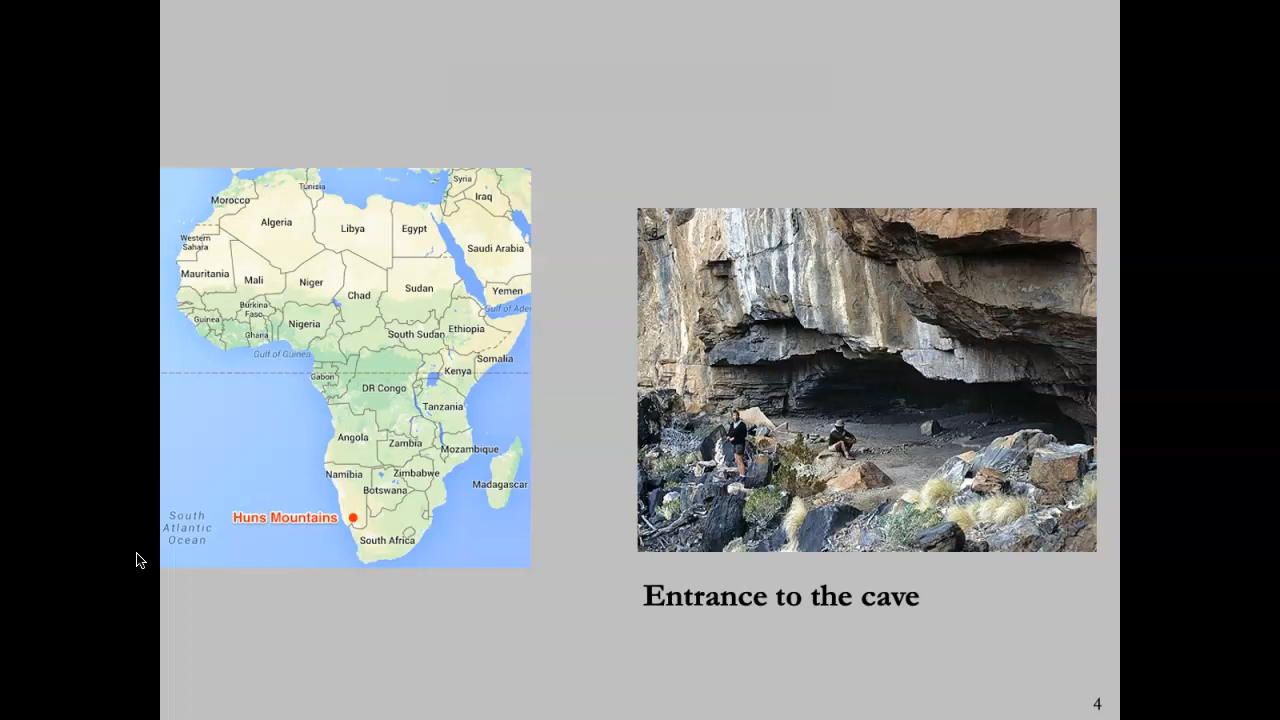 Tunisia
Syria
Morocco
Iraq
Algeria
Libya
Egypt
Western
Sahara
Saudi Arabia
Mauritania
Mali
Niger
Chad
Sudan
Yemen
Burkina
Faso
Gulf of Aden
Guinea
Nigeria
Ghana
South Sudan
Ethiopia
Gulf of Guinea
Somalia
Gabon
Kenya
DR Congo
Tanzania
Angola
Zambia
Mozambique
Namibia
Zimbabwe
Botswana
Madagascar
South
Atlantic
Ocean
Huns Mountains
South Africa
Entrance to the cave
4